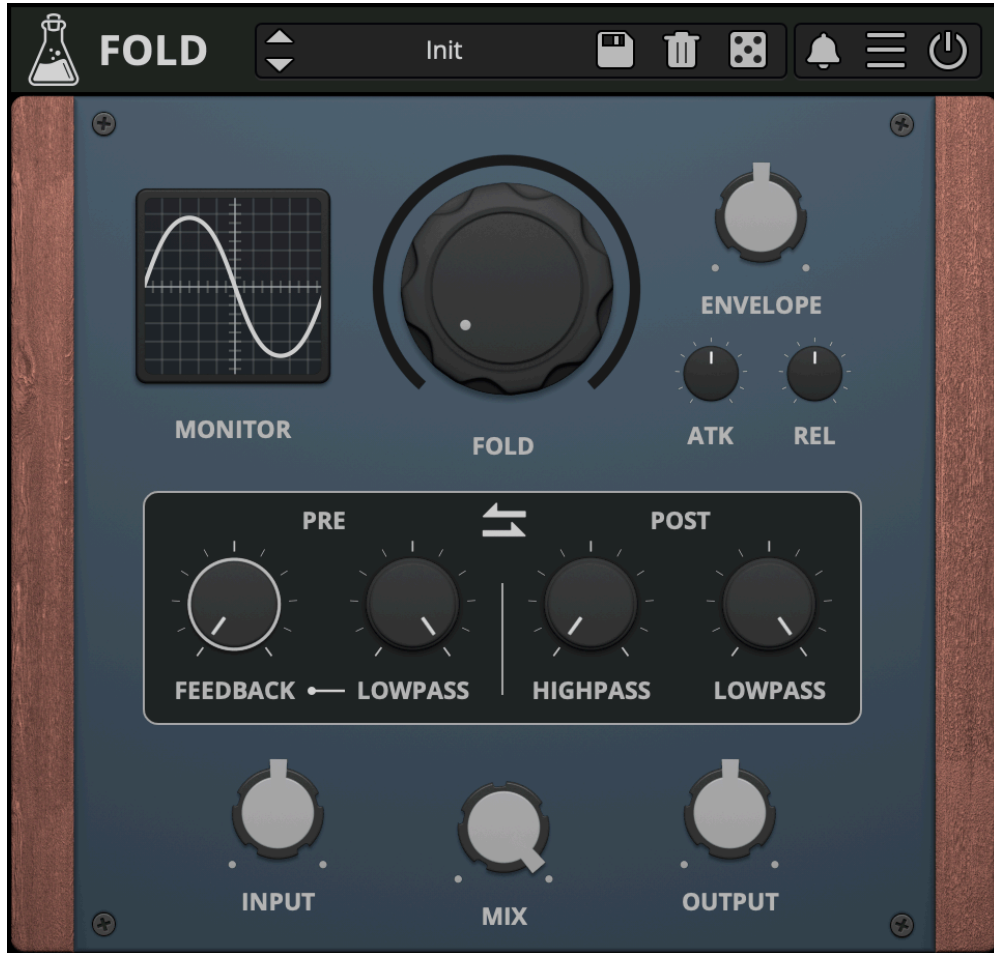 FOLD
Init
MONITOR
FOLD
ENVELOPE
ATK
REL
PRE
POST
FEEDBACK
LOWPASS
HIGHPASS
LOWPASS
INPUT
MIX
OUTPUT